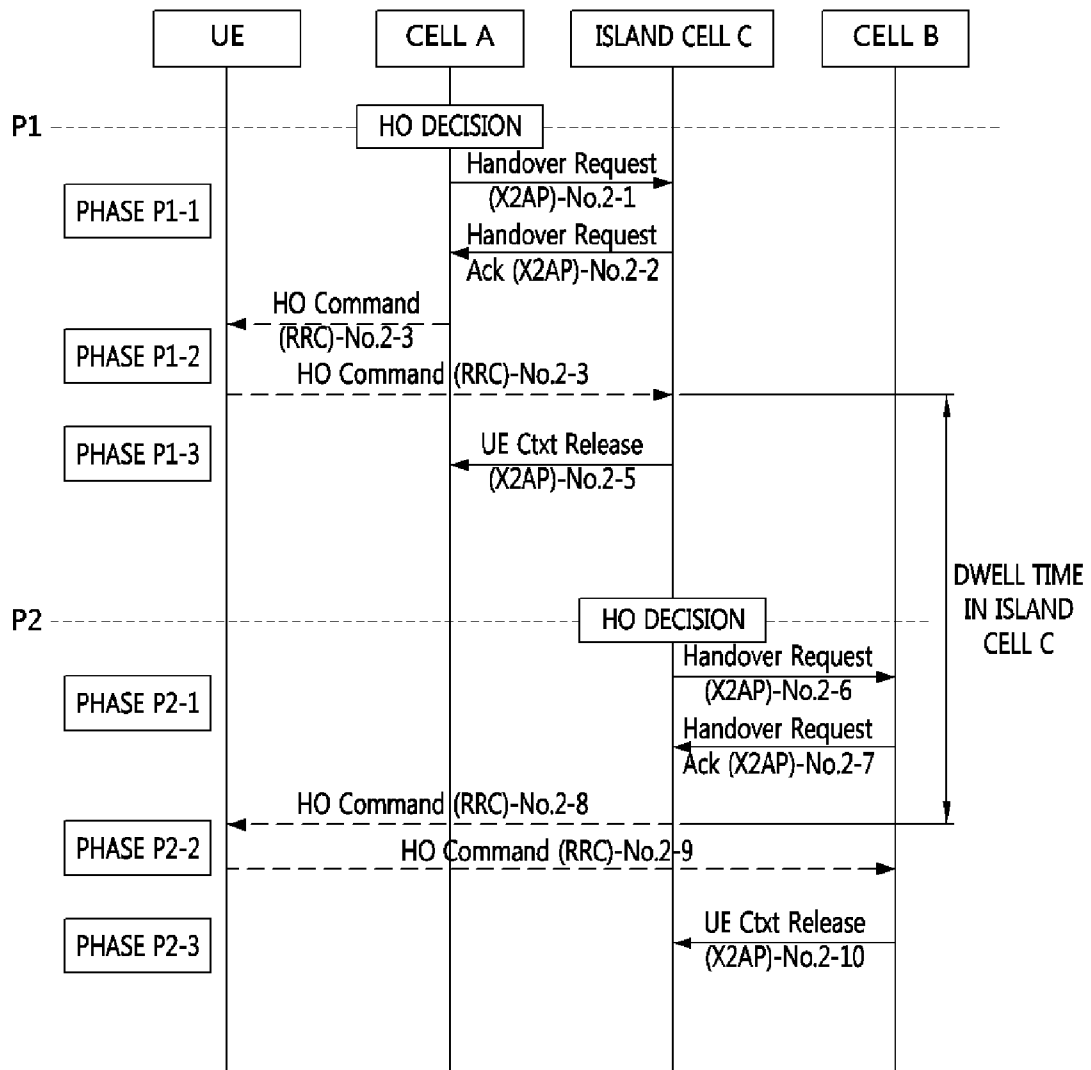 UE
CELL A
ISLAND CELL C
CELL B
P1
HO DECISION
Handover Request
(X2AP)-No.2-1
PHASE P1-1
Handover Request
Ack (X2AP)-No.2-2
HO Command
(RRC)-No.2-3
PHASE P1-2
HO Command (RRC)-No.2-3
PHASE P1-3
UE Ctxt Release
(X2AP)-No.2-5
DWELL TIME
IN ISLAND
CELL C
P2
HO DECISION
Handover Request
(X2AP)-No.2-6
PHASE P2-1
Handover Request
Ack (X2AP)-No.2-7
HO Command (RRC)-No.2-8
PHASE P2-2
HO Command (RRC)-No.2-9
PHASE P2-3
UE Ctxt Release
(X2AP)-No.2-10